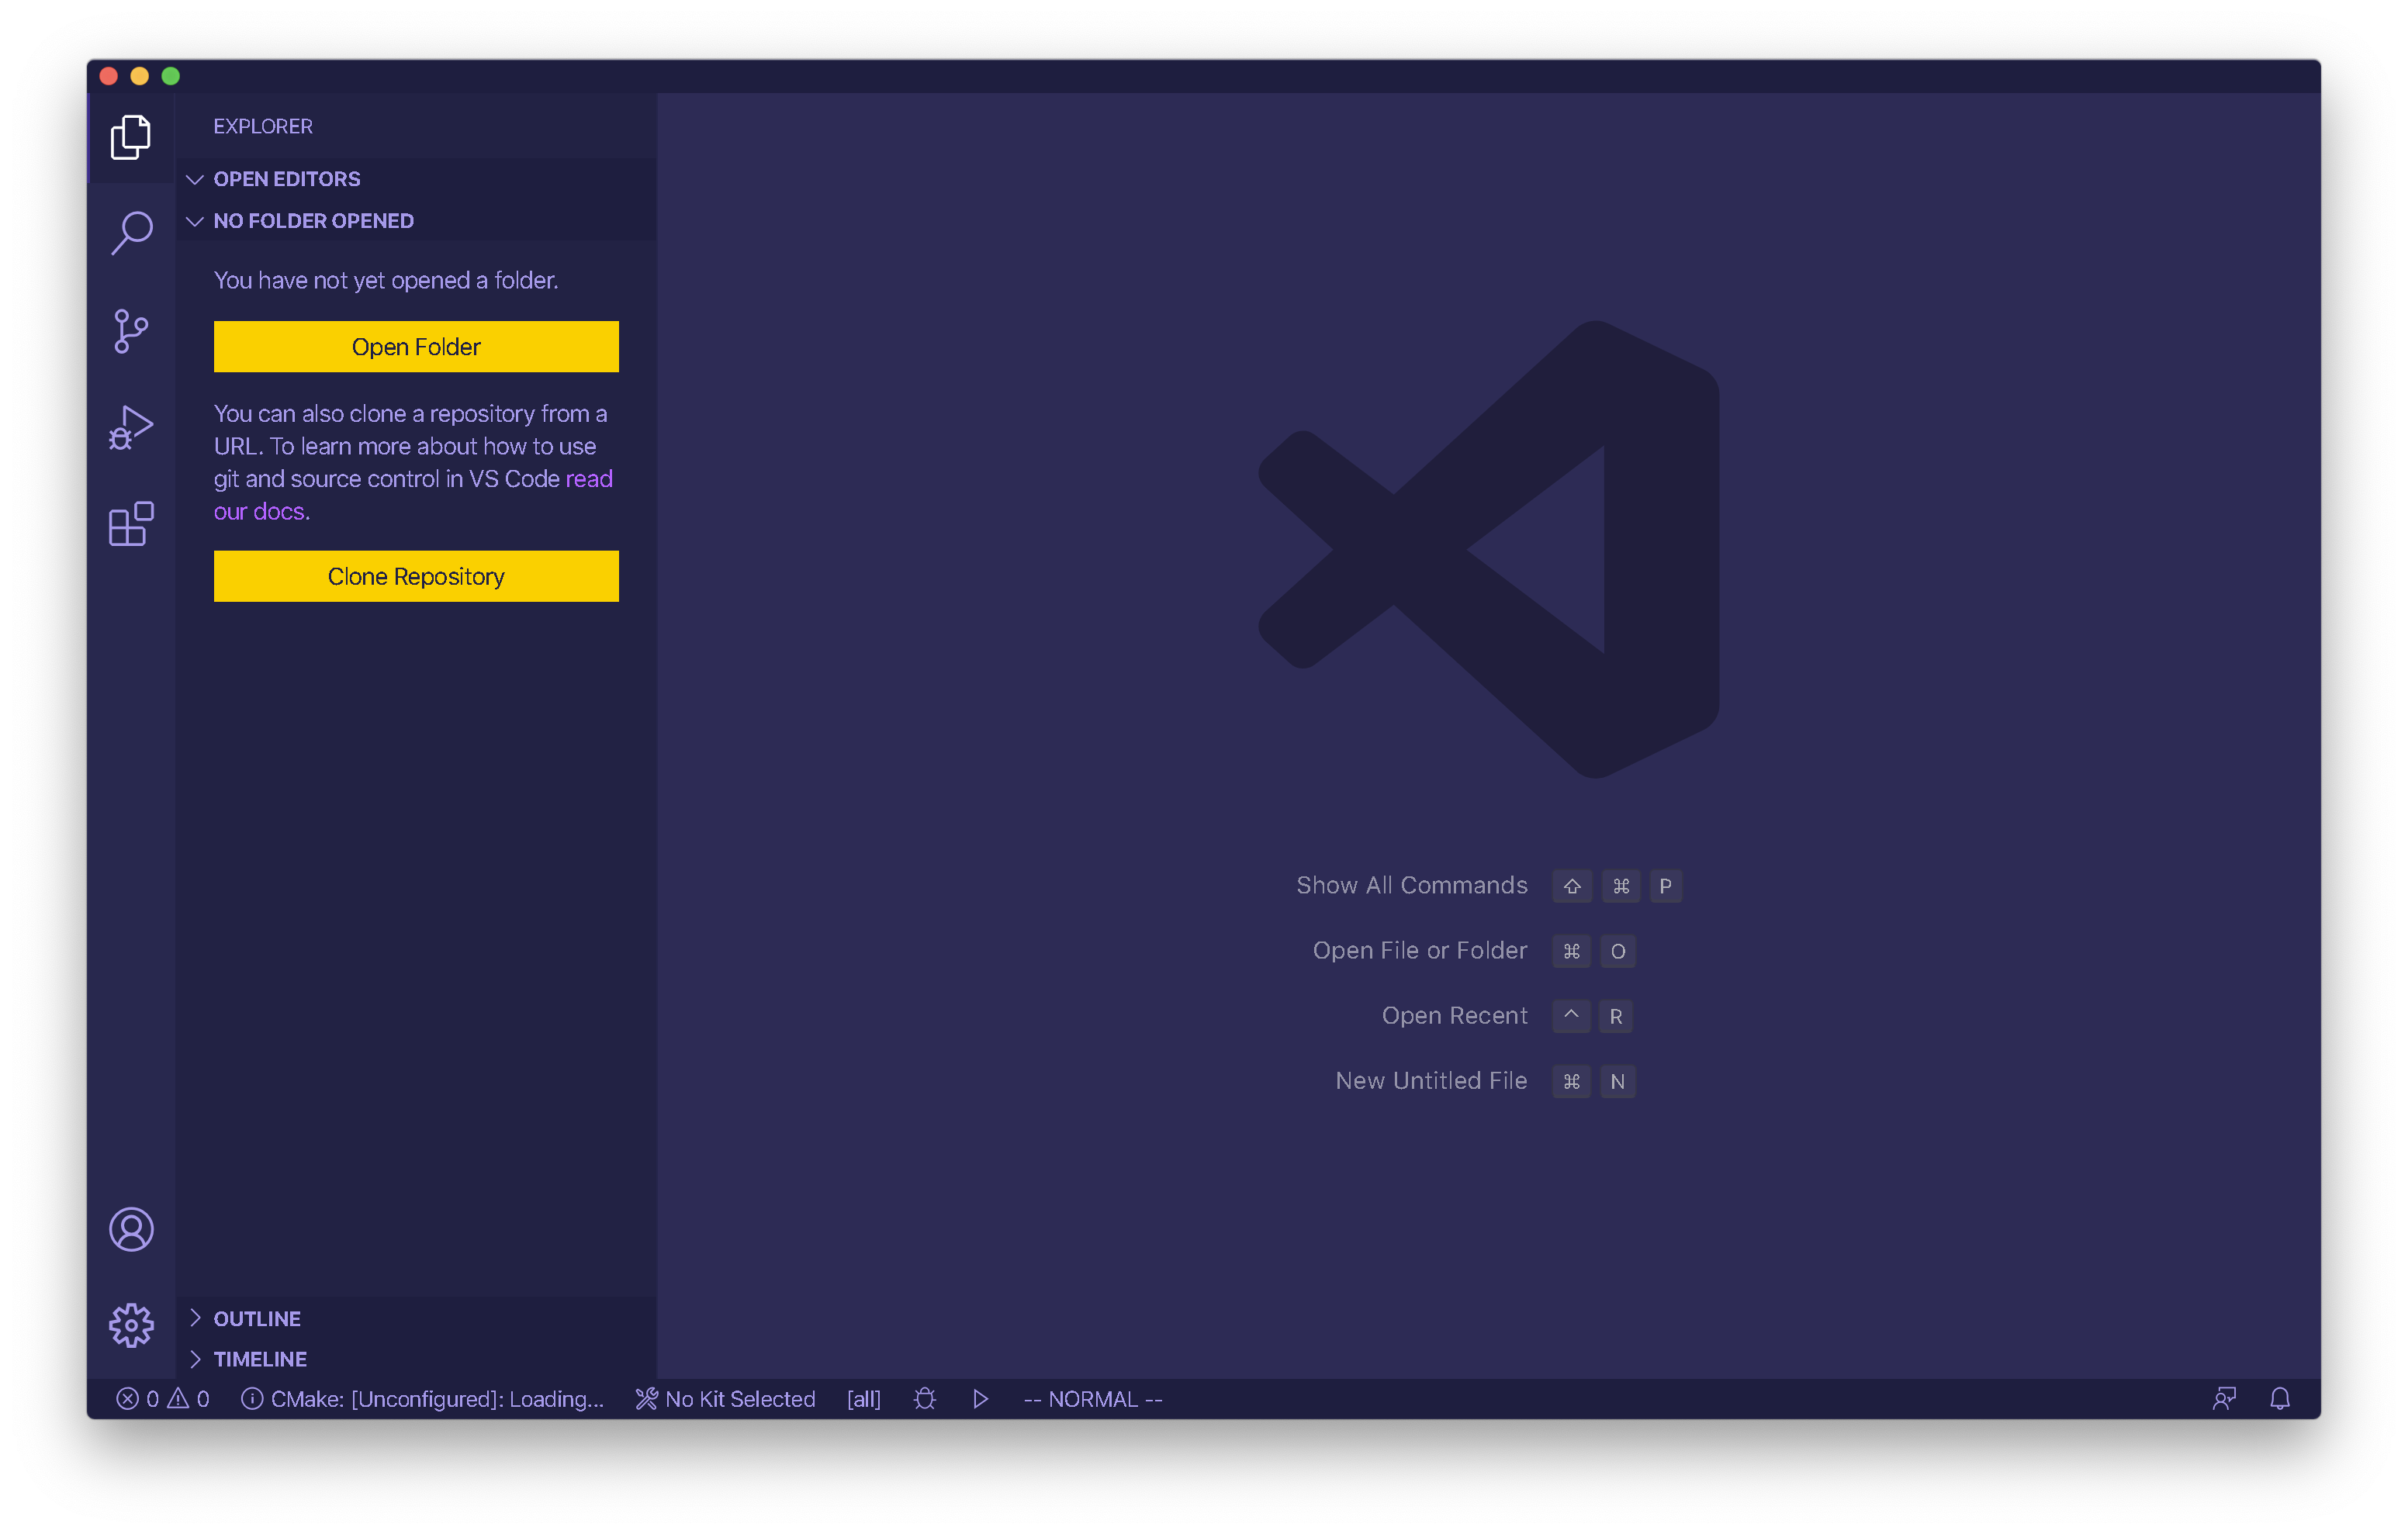 EXPLORER
OPEN EDITORS
NO FOLDER OPENED
You have not yet opened a folder.
Open Folder
You can also clone a repository from a
URL. To learn more about how to use
git and source control in VS Code read
our docs.
Clone Repository
OUTLINE
TIMELINE
Show All Commands ⇧ ⌘ P
Open File or Folder ⌘ O
Open Recent ^ R
New Untitled File ⌘ N
0 0 CMake: [Unconfigured]: Loading... No Kit Selected [all] -- NORMAL --